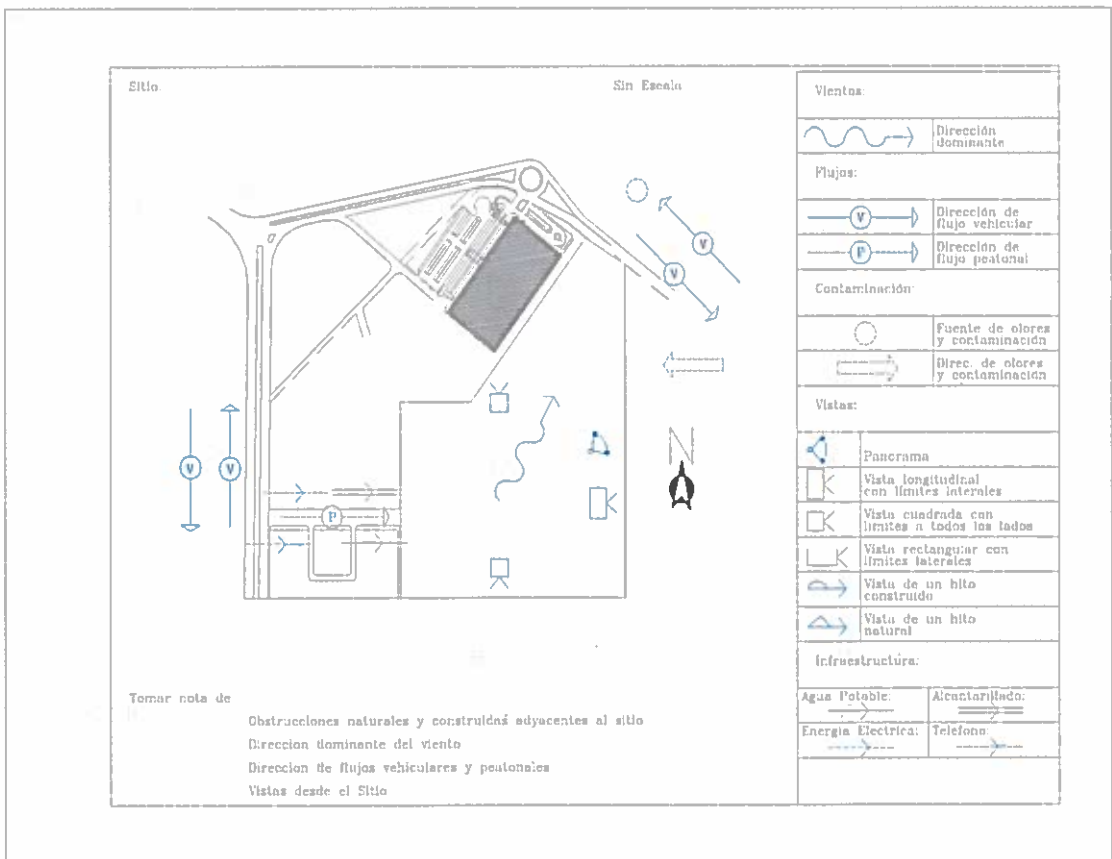 Sitio
Sin Escala
V
V
V
V
P
N
Tomar nota de
Obstrucciones naturales y construidas adyacentes al sitio
Direccion dominante del viento
Direccion de flujos vehiculares y peatonales
Vistas desde el Sitio
Vientos:
Dirección
dominante
Flujos:
V
Dirección de
flujo vehicular
P
Dirección de
flujo peatonal
Contaminación:
Fuente de olores
y contaminación
Direc. de olores
y contaminación
Vistas:
Panorama
Vista longitudinal
con límites laterales
Vista cuadrada con
límites a todos los lados
Vista rectangular con
límites laterales
Vista de un hito
construido
Vista de un hito
natural
Infraestructúra:
Agua Potable:
Alcantarillado:
Energía Electrica:
Teléfono: